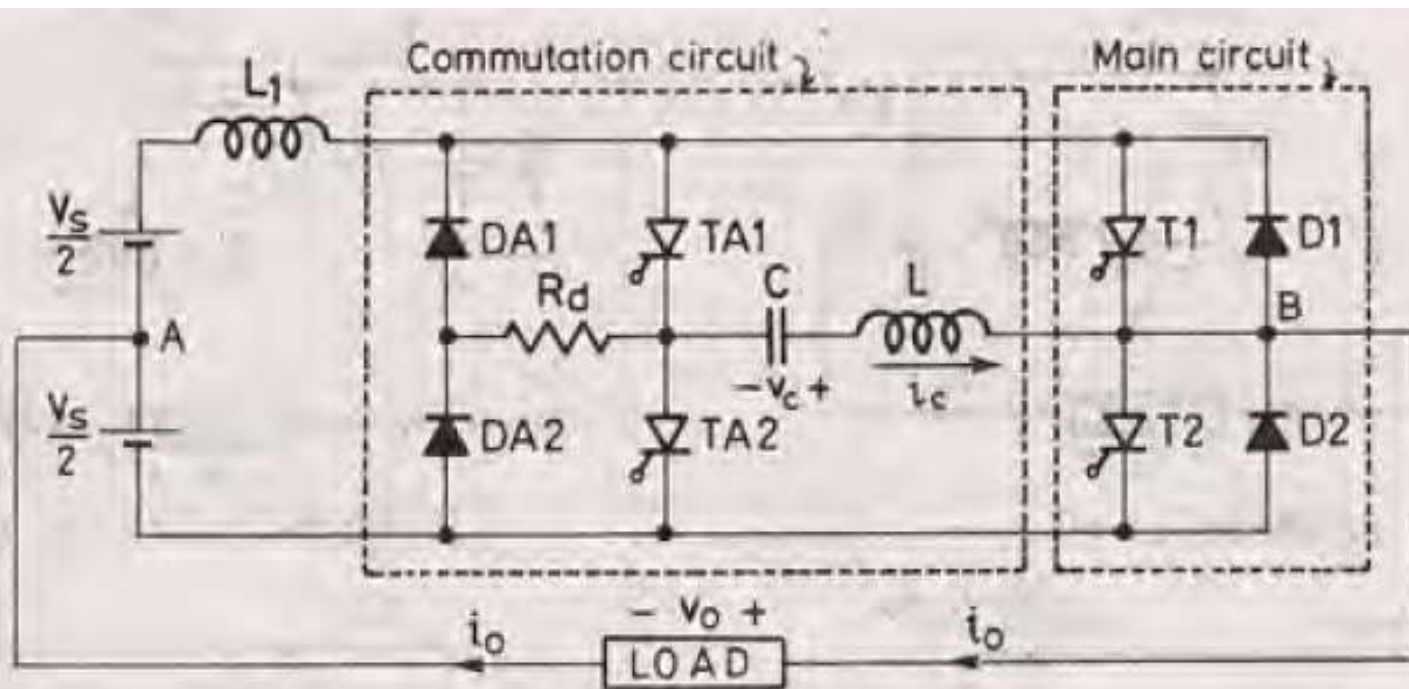 Commutation circuit
Main circuit
L1
Vs/2
DA1
TA1
T1
D1
Rd
C
L
A
B
- vc +
ic
Vs/2
DA2
TA2
T2
D2
- vo +
io
io
LOAD